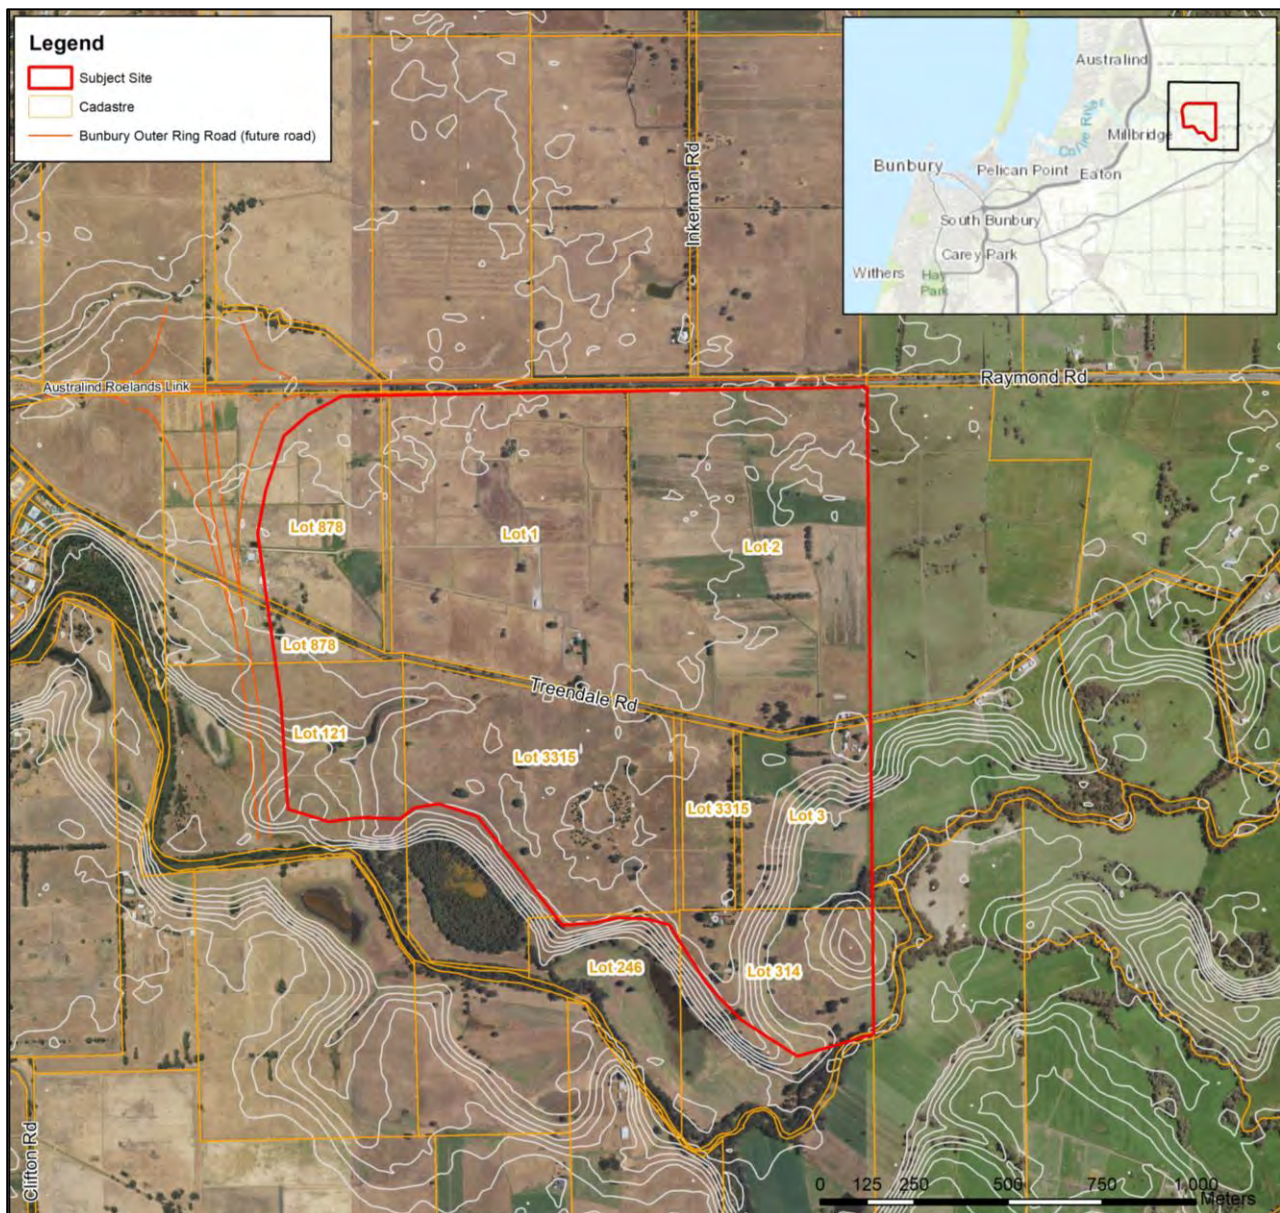 Legend
Subject Site
Cadastre
Bunbury Outer Ring Road (future road)
Australind
Millbridge
Bunbury
Pelican Point
Eaton
South Bunbury
Carey Park
Withers
Hay
Park
Inkerman Rd
Australind Roelands Link
Raymond Rd
Lot 878
Lot 1
Lot 2
Lot 878
Treendale Rd
Lot 121
Lot 3315
Lot 3315
Lot 3
Lot 246
Lot 314
Clifton Rd
0 125 250 500 750 1,000
Meters